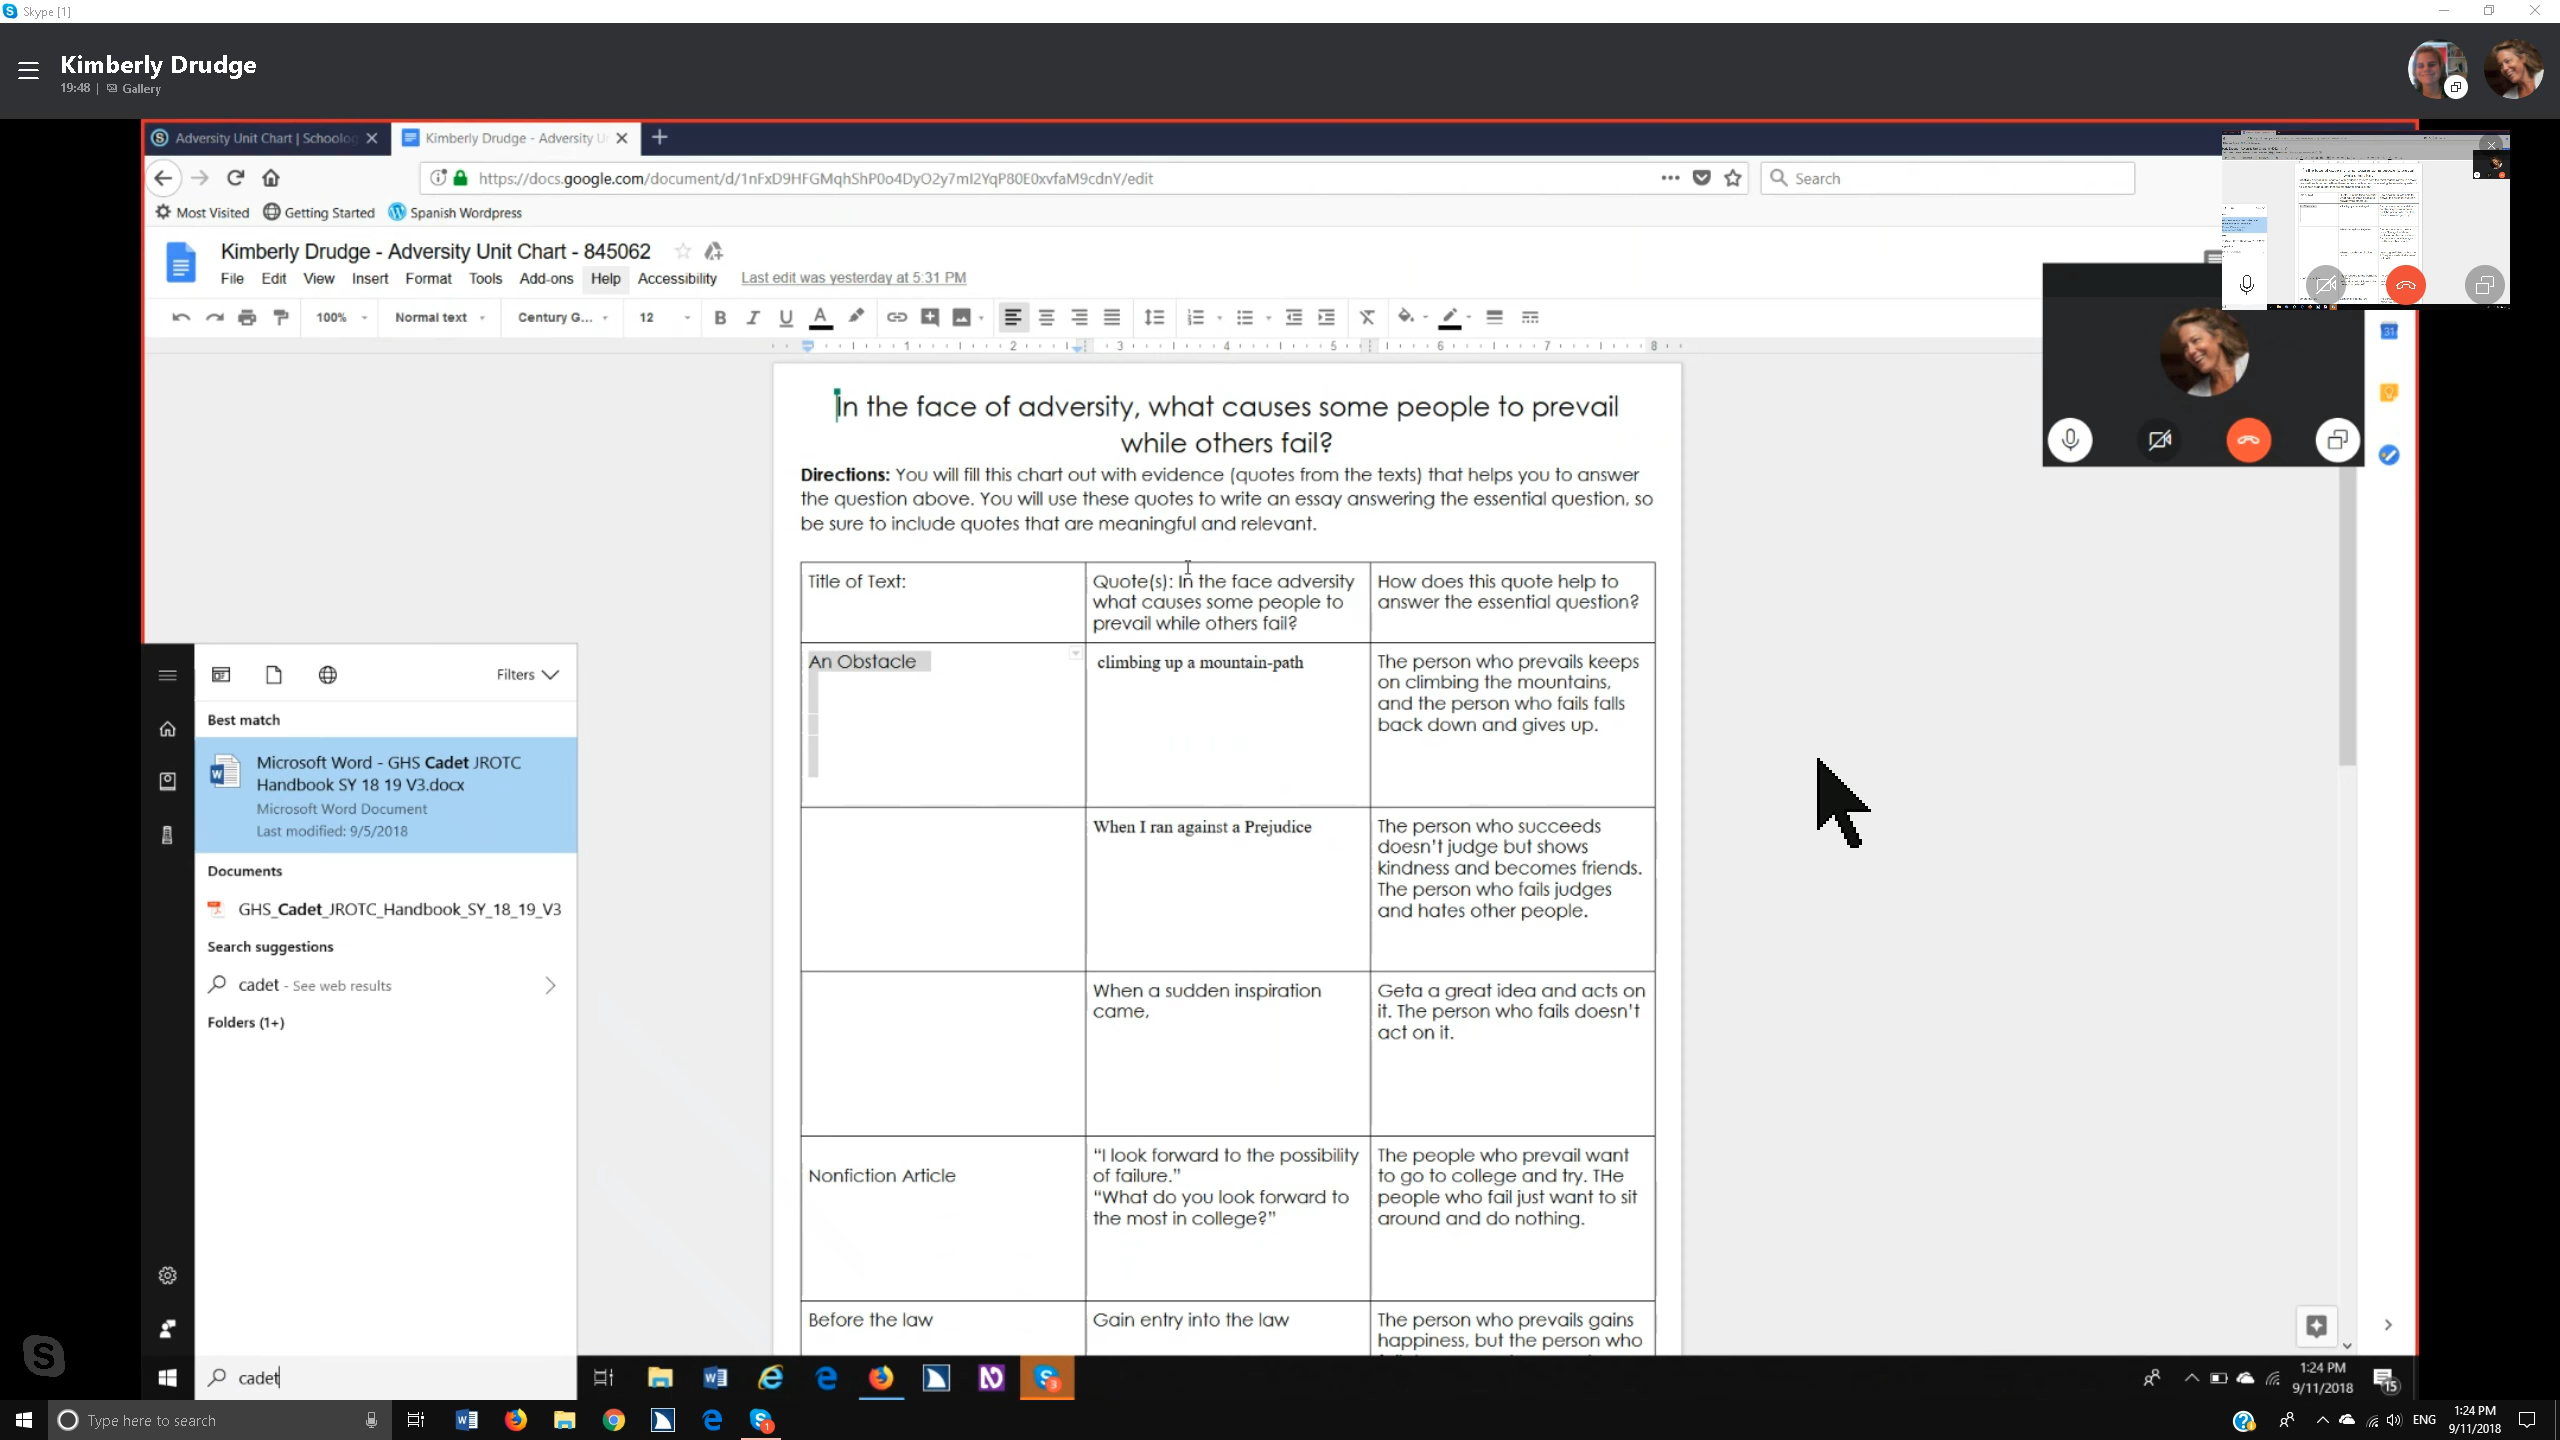 Skype [1]
Kimberly Drudge
19:48 | Gallery
Adversity Unit Chart | Schoolog
Kimberly Drudge - Adversity U
https://docs.google.com/document/d/1nFxD9HFGMqhShP0o4DyO2y7mI2YqP80E0xvfaM9cdnY/edit
Search
Most Visited Getting Started Spanish Wordpress
Kimberly Drudge - Adversity Unit Chart - 845062
File Edit View Insert Format Tools Add-ons Help Accessibility Last edit was yesterday at 5:31 PM
100% Normal text Century G... 12 B I U A
1 2 3 4 5 6 7 8
In the face of adversity, what causes some people to prevail
while others fail?
Directions: You will fill this chart out with evidence (quotes from the texts) that helps you to answer
the question above. You will use these quotes to write an essay answering the essential question, so
be sure to include quotes that are meaningful and relevant.
Title of Text:
Quote(s): In the face adversity
what causes some people to
prevail while others fail?
How does this quote help to
answer the essential question?
An Obstacle
climbing up a mountain-path
The person who prevails keeps
on climbing the mountains,
and the person who fails falls
back down and gives up.
When I ran against a Prejudice
The person who succeeds
doesn't judge but shows
kindness and becomes friends.
The person who fails judges
and hates other people.
When a sudden inspiration
came,
Geta a great idea and acts on
it. The person who fails doesn't
act on it.
Nonfiction Article
“I look forward to the possibility
of failure.”
“What do you look forward to
the most in college?”
The people who prevail want
to go to college and try. THe
people who fail just want to sit
around and do nothing.
Before the law
Gain entry into the law
The person who prevails gains
happiness, but the person who
Filters
Best match
Microsoft Word - GHS Cadet JROTC
Handbook SY 18 19 V3.docx
Microsoft Word Document
Last modified: 9/5/2018
Documents
GHS_Cadet_JROTC_Handbook_SY_18_19_V3
Search suggestions
cadet - See web results
Folders (1+)
cadet
1:24 PM
9/11/2018
15
Type here to search
ENG
1:24 PM
9/11/2018